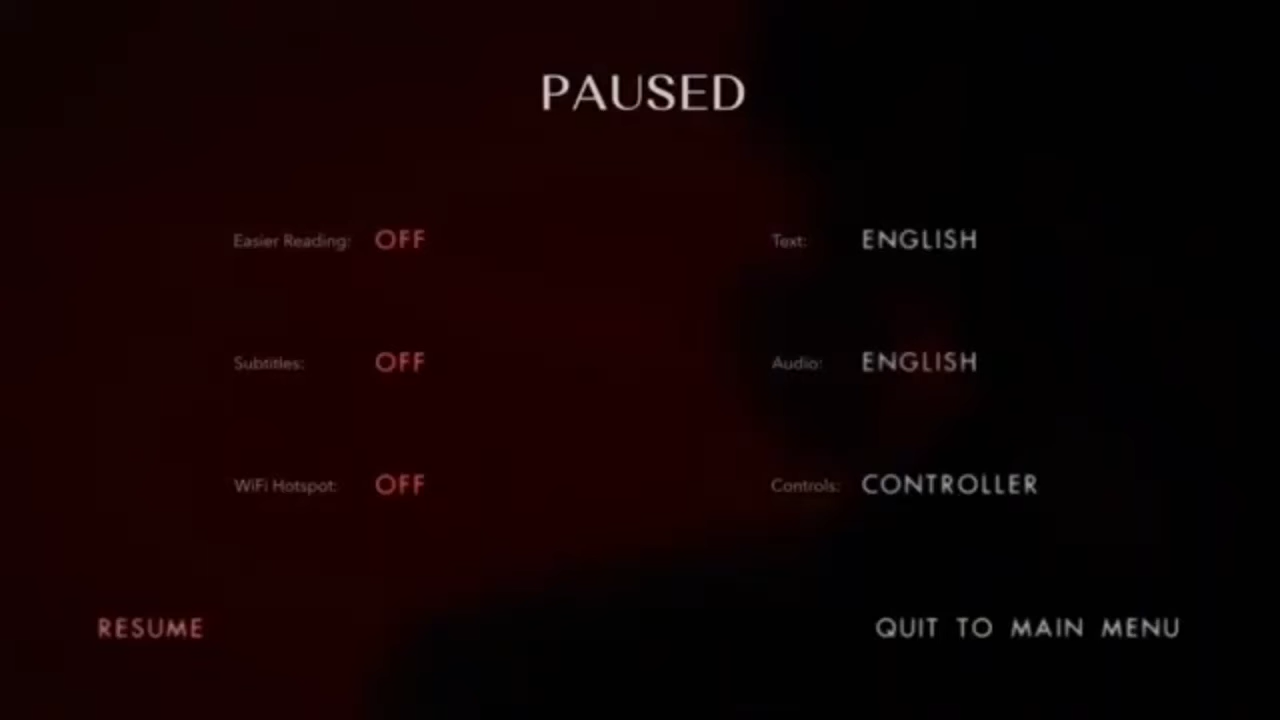 PAUSED
Easier Reading: OFF
Text: ENGLISH
Subtitles: OFF
Audio: ENGLISH
WiFi Hotspot: OFF
Controls: CONTROLLER
RESUME
QUIT TO MAIN MENU